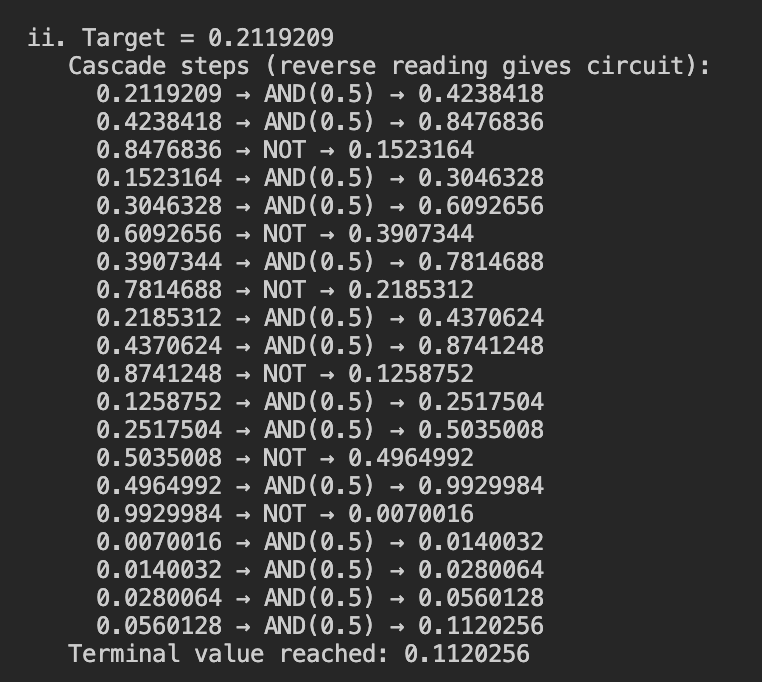 ii. Target = 0.2119209
Cascade steps (reverse reading gives circuit):
0.2119209 → AND(0.5) → 0.4238418
0.4238418 → AND(0.5) → 0.8476836
0.8476836 → NOT → 0.1523164
0.1523164 → AND(0.5) → 0.3046328
0.3046328 → AND(0.5) → 0.6092656
0.6092656 → NOT → 0.3907344
0.3907344 → AND(0.5) → 0.7814688
0.7814688 → NOT → 0.2185312
0.2185312 → AND(0.5) → 0.4370624
0.4370624 → AND(0.5) → 0.8741248
0.8741248 → NOT → 0.1258752
0.1258752 → AND(0.5) → 0.2517504
0.2517504 → AND(0.5) → 0.5035008
0.5035008 → NOT → 0.4964992
0.4964992 → AND(0.5) → 0.9929984
0.9929984 → NOT → 0.0070016
0.0070016 → AND(0.5) → 0.0140032
0.0140032 → AND(0.5) → 0.0280064
0.0280064 → AND(0.5) → 0.0560128
0.0560128 → AND(0.5) → 0.1120256
Terminal value reached: 0.1120256